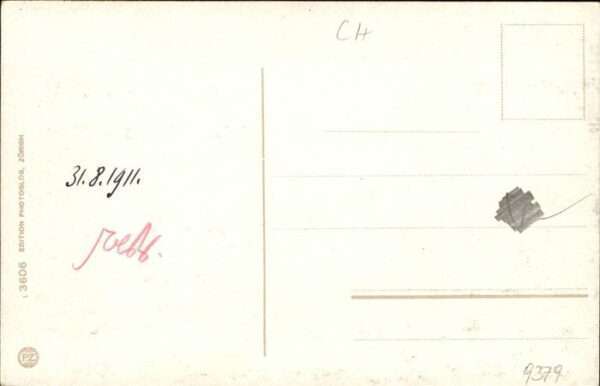 CH
31.8.1911.
3606 EDITION PHOTOGLOB, ZÜRICH
PZ
9379